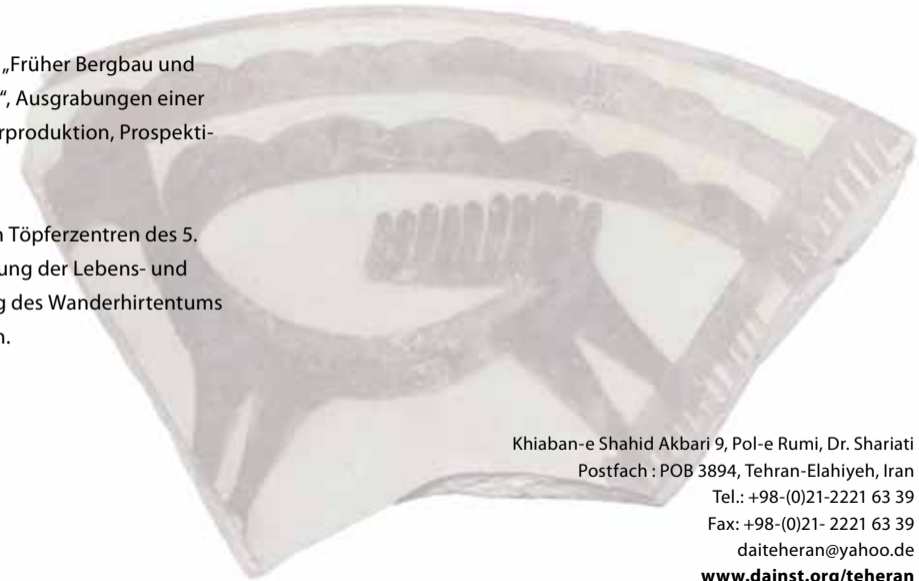 „Früher Bergbau und
“, Ausgrabungen einer
rproduktion, Prospekti-
n Töpferzentren des 5.
ung der Lebens- und
g des Wanderhirtentums
n.
Khiaban-e Shahid Akbari 9, Pol-e Rumi, Dr. Shariati
Postfach : POB 3894, Tehran-Elahiyeh, Iran
Tel.: +98-(0)21-2221 63 39
Fax: +98-(0)21- 2221 63 39
daiteheran@yahoo.de
www.dainst.org/teheran